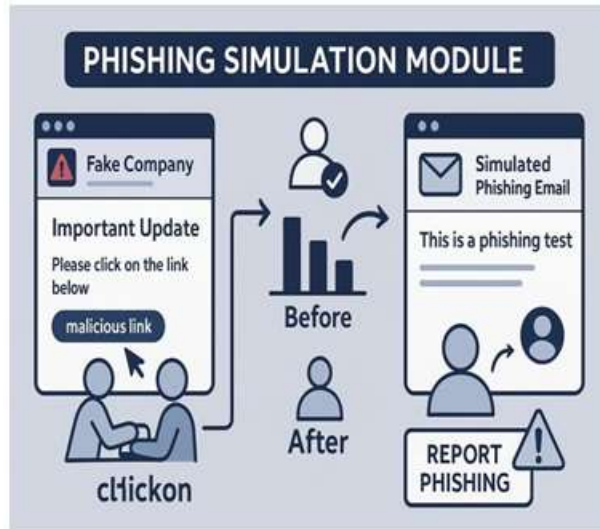 PHISHING SIMULATION MODULE
Fake Company
Important Update
Please click on the link
below
malicious link
Before
After
Simulated
Phishing Email
This is a phishing test
REPORT
PHISHING